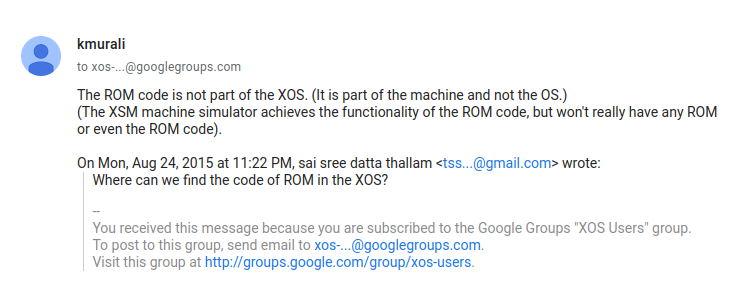 kmurali
to xos-...@googlegroups.com
The ROM code is not part of the XOS. (It is part of the machine and not the OS.)
(The XSM machine simulator achieves the functionality of the ROM code, but won't really have any ROM
or even the ROM code).
On Mon, Aug 24, 2015 at 11:22 PM, sai sree datta thallam <tss...@gmail.com> wrote:
Where can we find the code of ROM in the XOS?
--
You received this message because you are subscribed to the Google Groups "XOS Users" group.
To post to this group, send email to xos-...@googlegroups.com.
Visit this group at http://groups.google.com/group/xos-users.